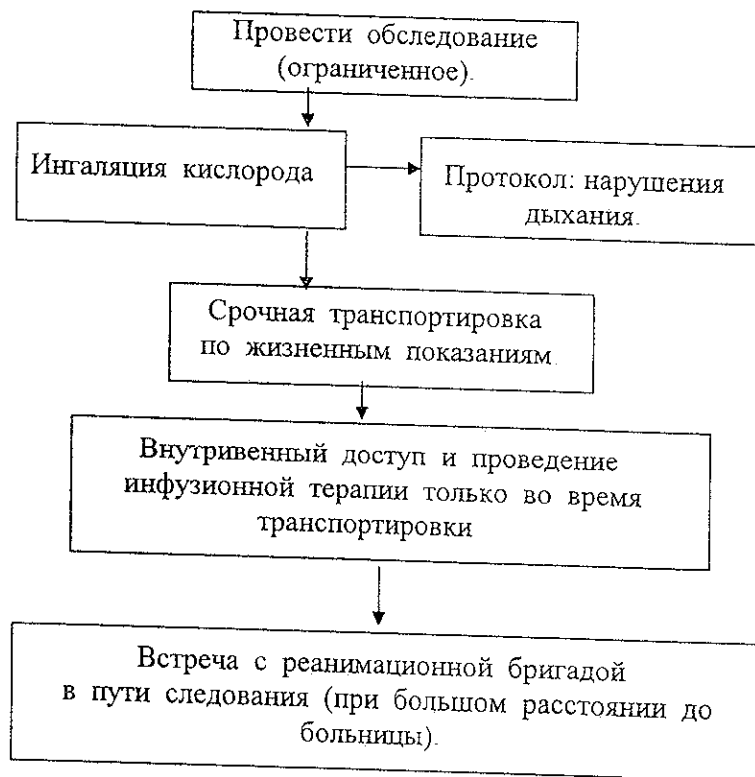 Провести обследование
(ограниченное).
Ингаляция кислорода
Протокол: нарушения
дыхания.
Срочная транспортировка
по жизненным показаниям.
Внутривенный доступ и проведение
инфузионной терапии только во время
транспортировки
Встреча с реанимационной бригадой
в пути следования (при большом расстоянии до
больницы).